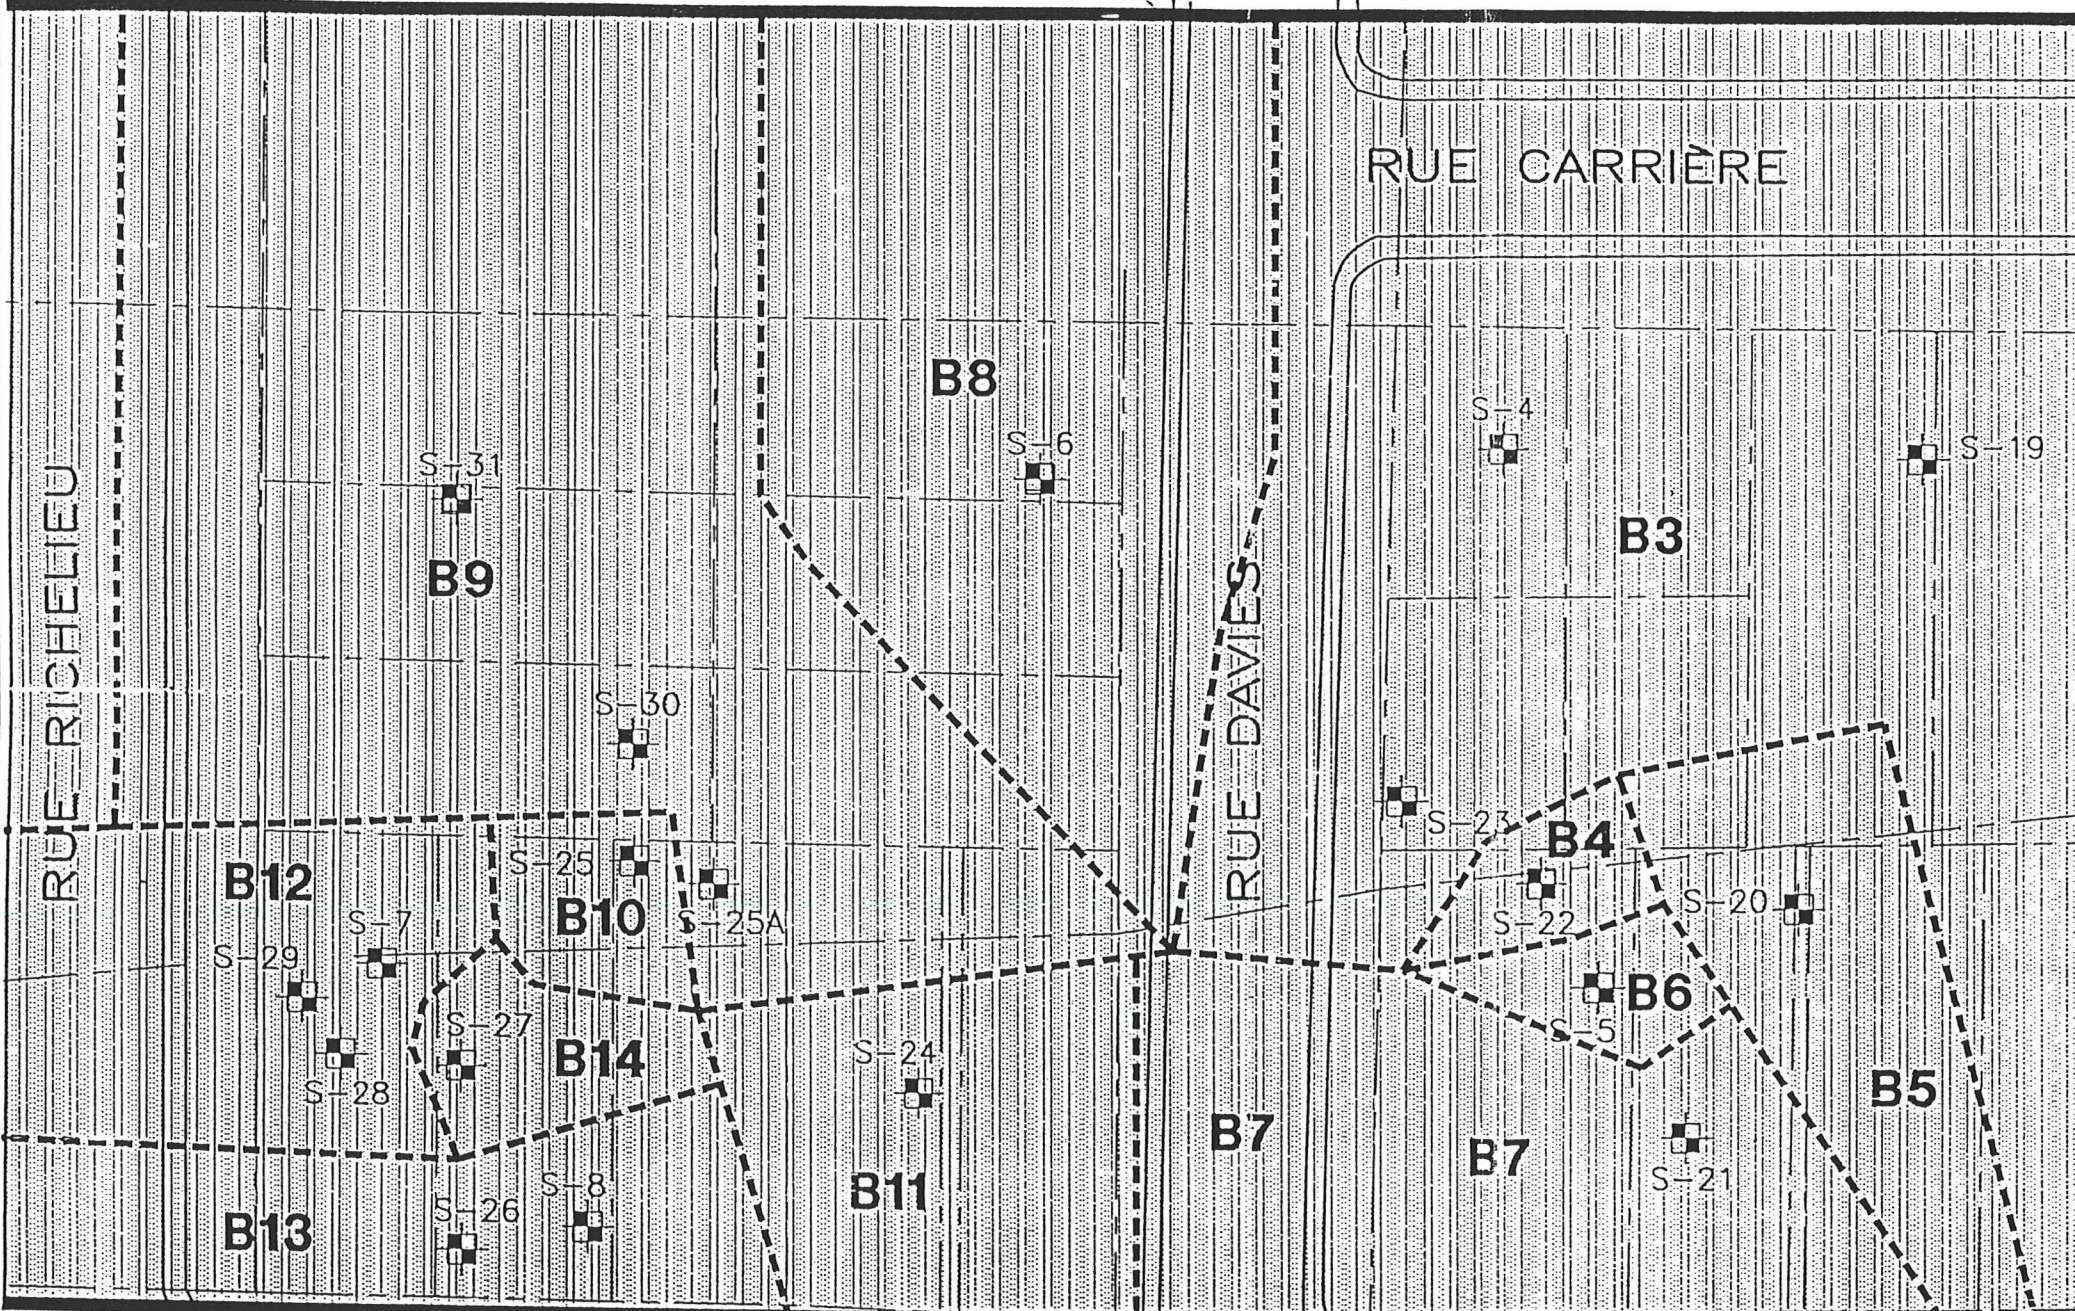 RUE CARRIÈRE
B8
S-4
S-6
S-19
S-31
B3
B9
RUE RICHELIEU
RUE DAVIES
S-30
S-23
B4
S-25
B12
B10
S-25A
S-7
S-22
S-20
S-29
B6
S-27
S-5
B14
S-24
S-28
B5
B7
B7
S-21
S-8
B11
S-26
B13